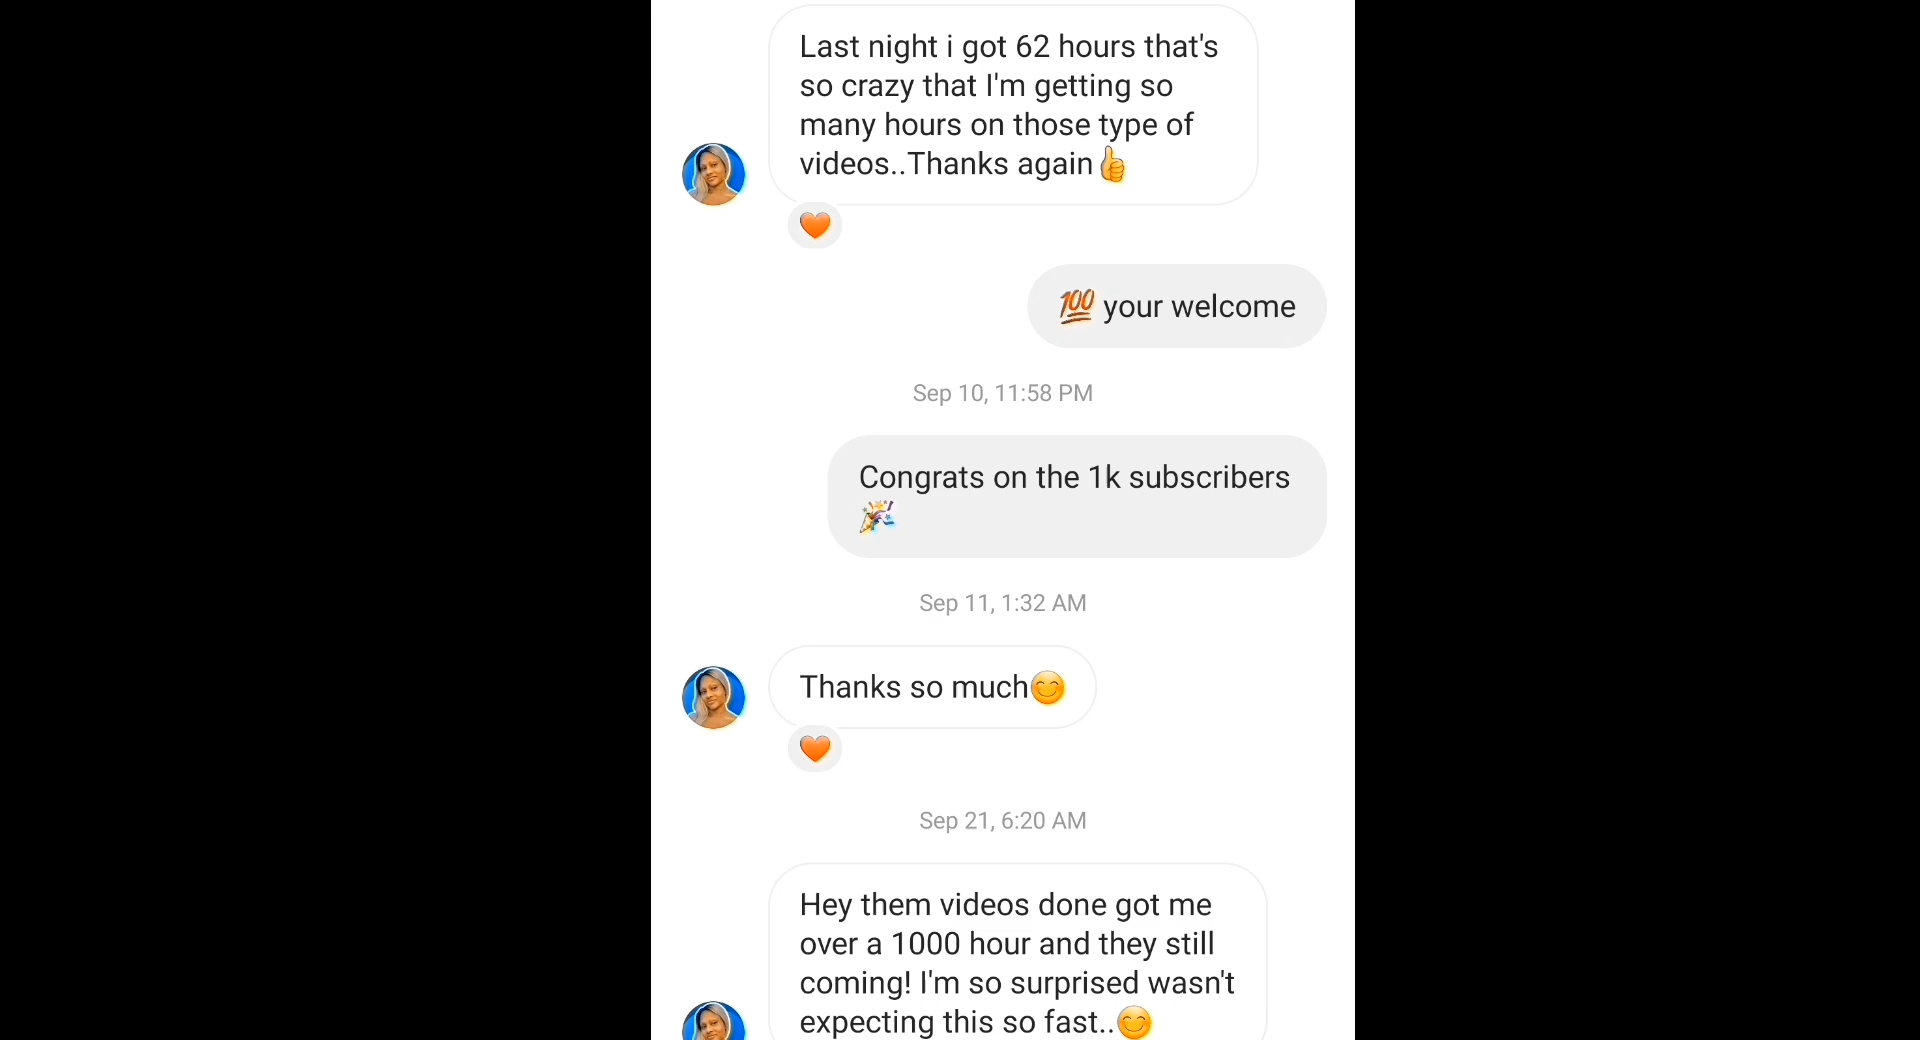 Last night i got 62 hours that's
so crazy that I'm getting so
many hours on those type of
videos..Thanks again👍
🧡
💯 your welcome
Sep 10, 11:58 PM
Congrats on the 1k subscribers
🎉
Sep 11, 1:32 AM
Thanks so much😊
🧡
Sep 21, 6:20 AM
Hey them videos done got me
over a 1000 hour and they still
coming! I'm so surprised wasn't
expecting this so fast..😊